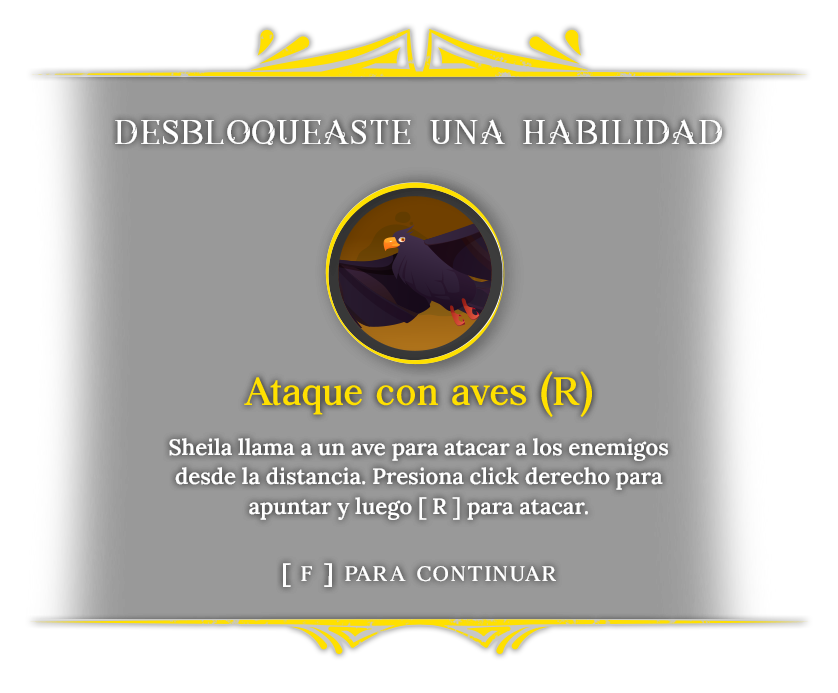 DESBLOQUEASTE UNA HABILIDAD
Ataque con aves (R)
Sheila llama a un ave para atacar a los enemigos
desde la distancia. Presiona click derecho para
apuntar y luego [ R ] para atacar.
[ F ] PARA CONTINUAR